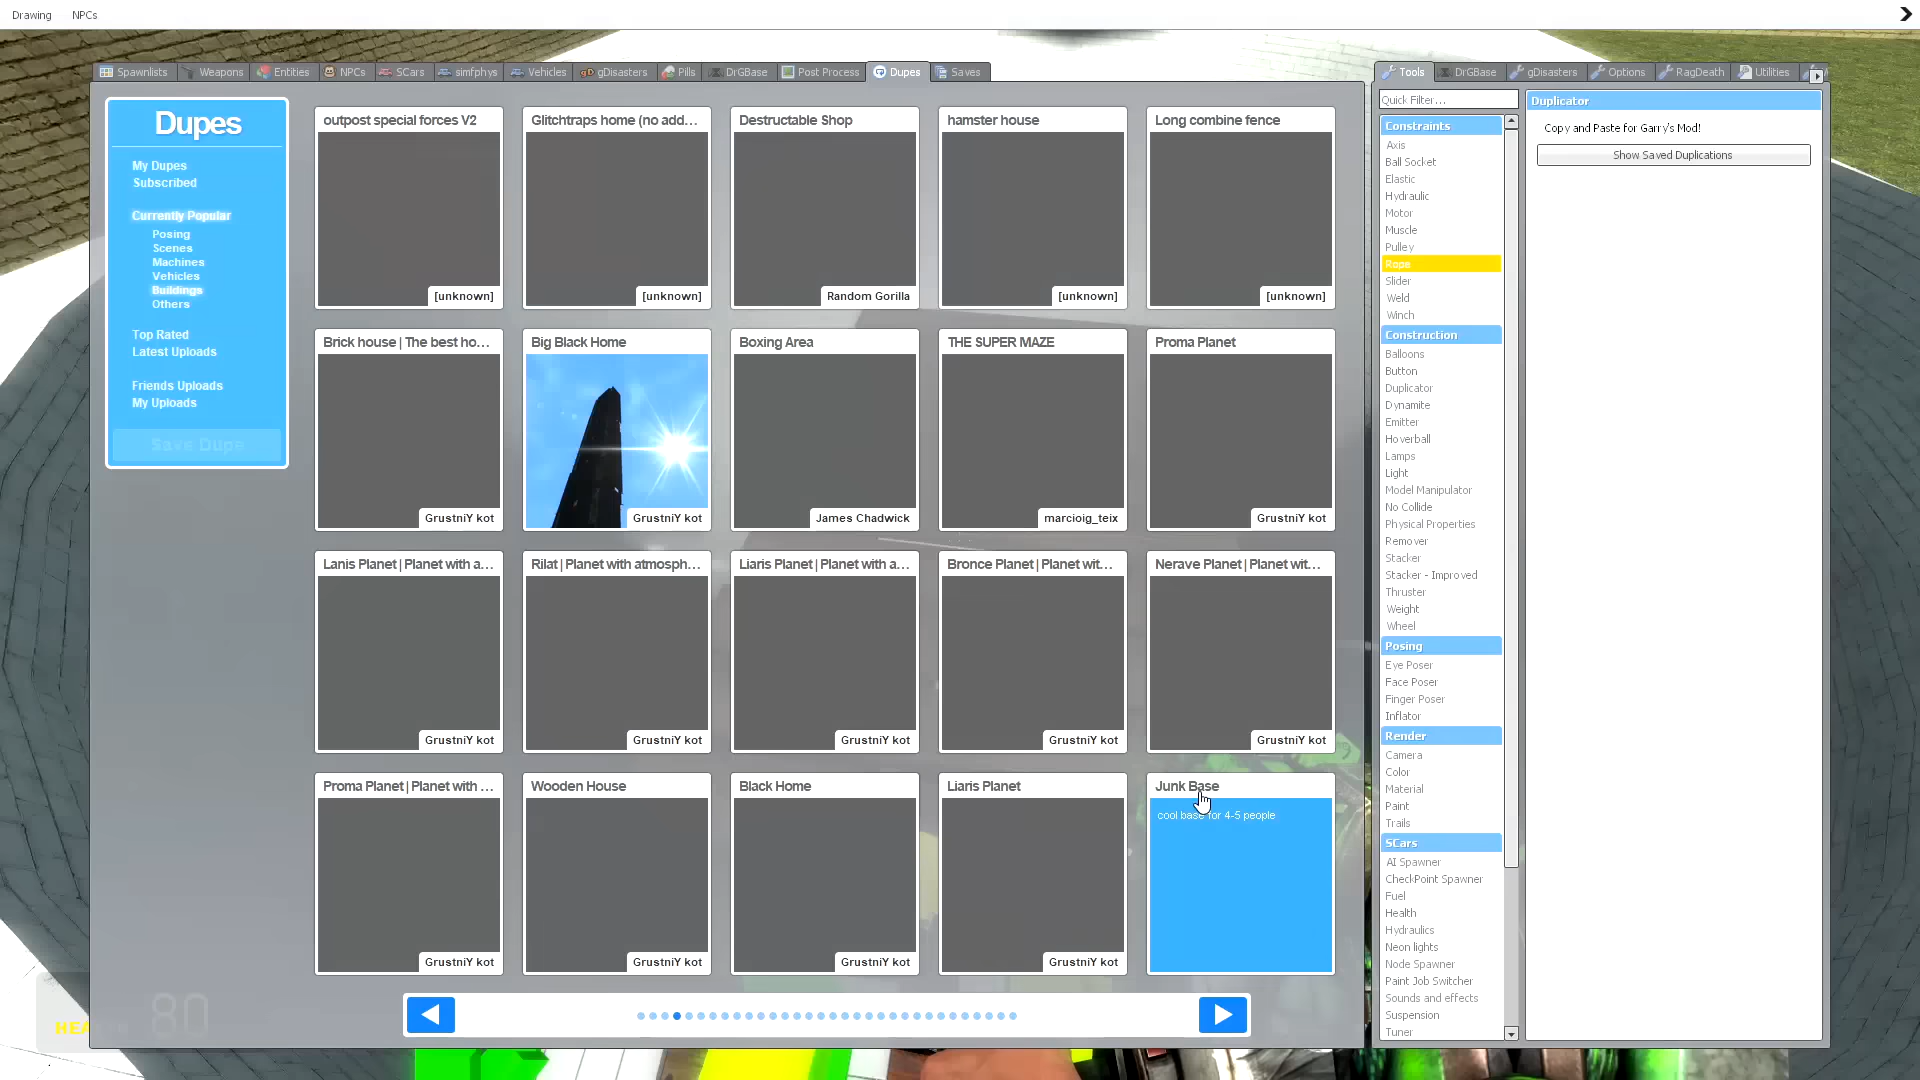 Drawing NPCs
Spawnlists Weapons Entities NPCs SCars simfphys Vehicles gDisasters Pills DrGBase Post Process Dupes Saves
Tools DrGBase gDisasters Options RagDeath Utilities
Dupes
My Dupes
Subscribed
Currently Popular
Posing
Scenes
Machines
Vehicles
Buildings
Others
Top Rated
Latest Uploads
Friends Uploads
My Uploads
Save Dupe
outpost special forces V2
[unknown]
Glitchtraps home (no add...
[unknown]
Destructable Shop
Random Gorilla
hamster house
[unknown]
Long combine fence
[unknown]
Brick house | The best ho...
GrustniY kot
Big Black Home
GrustniY kot
Boxing Area
James Chadwick
THE SUPER MAZE
marcioig_teix
Proma Planet
GrustniY kot
Lanis Planet | Planet with a...
GrustniY kot
Rilat | Planet with atmosph...
GrustniY kot
Liaris Planet | Planet with a...
GrustniY kot
Bronce Planet | Planet wit...
GrustniY kot
Nerave Planet | Planet wit...
GrustniY kot
Proma Planet | Planet with ...
GrustniY kot
Wooden House
GrustniY kot
Black Home
GrustniY kot
Liaris Planet
GrustniY kot
Junk Base
cool base for 4-5 people
80
Quick Filter...
Constraints
Axis
Ball Socket
Elastic
Hydraulic
Motor
Muscle
Pulley
Rope
Slider
Weld
Winch
Construction
Balloons
Button
Duplicator
Dynamite
Emitter
Hoverball
Lamps
Light
Model Manipulator
No Collide
Physical Properties
Remover
Stacker
Stacker - Improved
Thruster
Weight
Wheel
Posing
Eye Poser
Face Poser
Finger Poser
Inflator
Render
Camera
Color
Material
Paint
Trails
SCars
AI Spawner
CheckPoint Spawner
Fuel
Health
Hydraulics
Neon lights
Node Spawner
Paint Job Switcher
Sounds and effects
Suspension
Tuner
Duplicator
Copy and Paste for Garry's Mod!
Show Saved Duplications